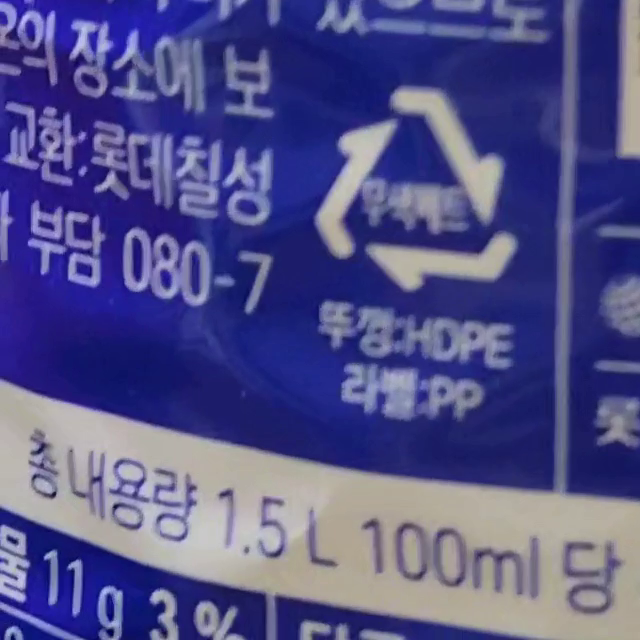 온의 장소에 보
교환:롯데칠성
부담 080-7
무색페트
뚜껑:HDPE
라벨:PP
총 내용량 1.5 L 100ml 당
물 11 g 3 %